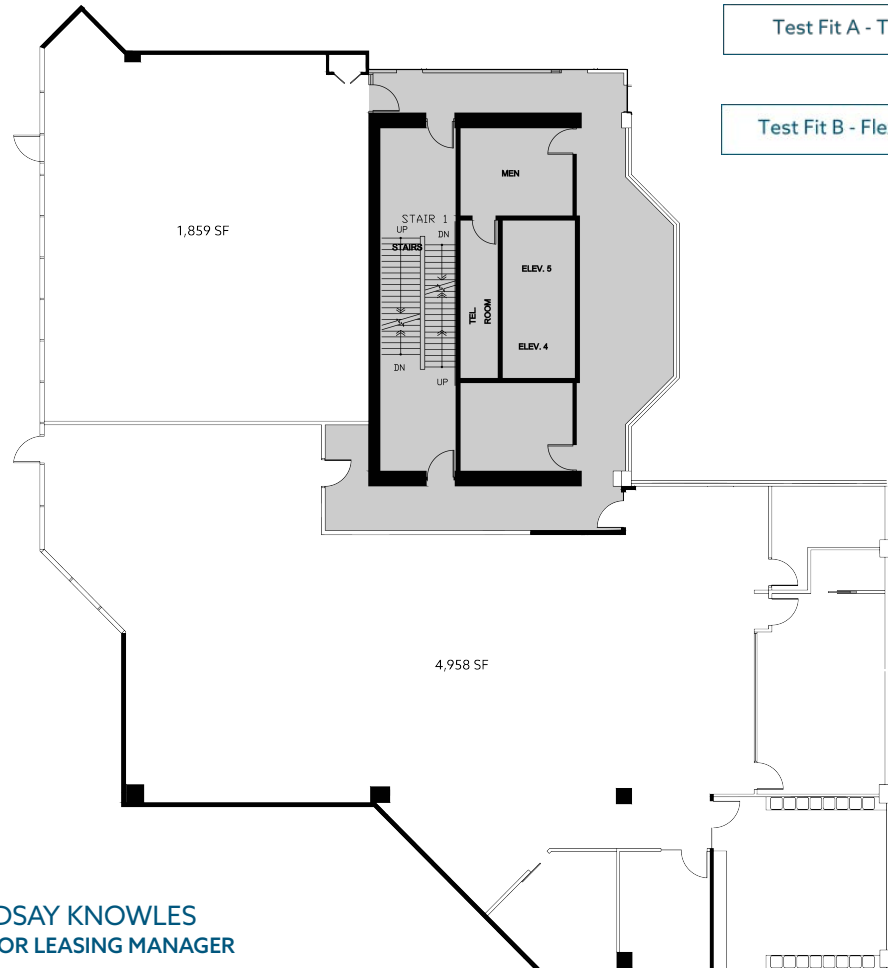 Test Fit A - T
Test Fit B - Fle
MEN
STAIR 1
UP
DN
STAIRS
1,859 SF
ELEV. 5
TEL.
ROOM
ELEV. 4
DN
UP
4,958 SF
DSAY KNOWLES
OR LEASING MANAGER